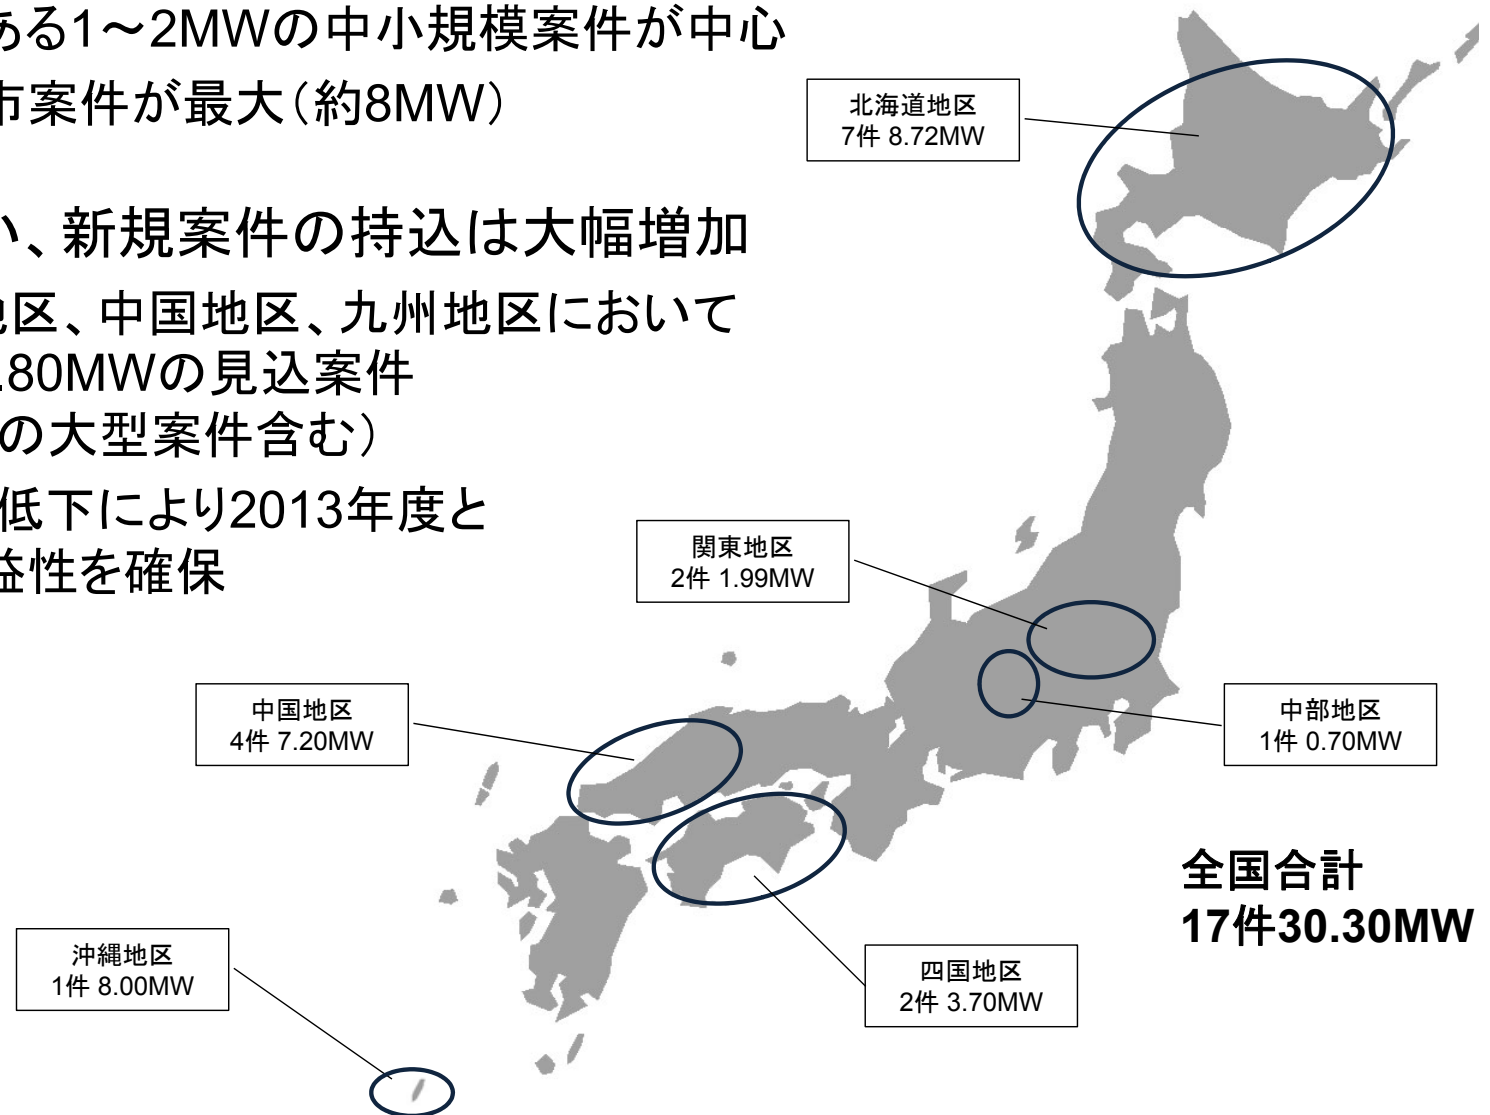 ある1～2MWの中小規模案件が中心
市案件が最大（約8MW）
い、新規案件の持込は大幅増加
地区、中国地区、九州地区において
.80MWの見込案件
の大型案件含む）
低下により2013年度と
益性を確保
北海道地区
7件 8.72MW
関東地区
2件 1.99MW
中国地区
4件 7.20MW
中部地区
1件 0.70MW
全国合計
17件30.30MW
沖縄地区
1件 8.00MW
四国地区
2件 3.70MW